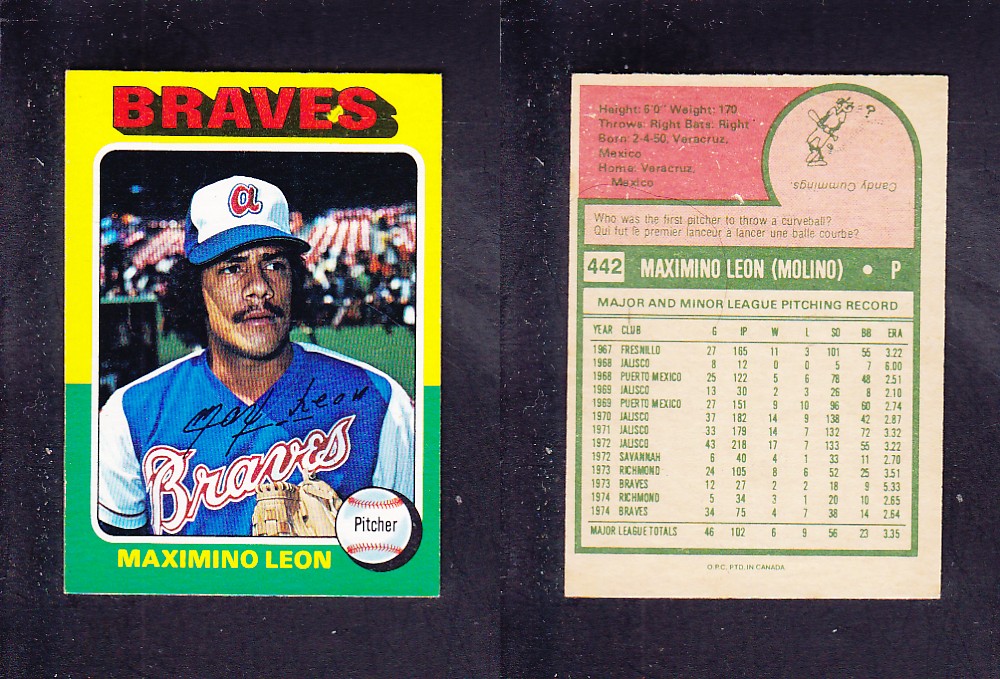 BRAVES
a
Max Leon
Braves
Pitcher
MAXIMINO LEON
Height: 6'0" Weight: 170
Throws: Right Bats: Right
Born: 2-4-50, Veracruz,
Mexico
Home: Veracruz,
Mexico
?
Candy Cummings.
Who was the first pitcher to throw a curveball?
Qui fut le premier lanceur à lancer une balle courbe?
442 MAXIMINO LEON (MOLINO) • P
MAJOR AND MINOR LEAGUE PITCHING RECORD
YEAR CLUB G IP W L SO BB ERA
1967 FRESNILLO 27 165 11 3 101 55 3.22
1968 JALISCO 8 12 0 0 5 7 6.00
1968 PUERTO MEXICO 25 122 5 6 78 48 2.51
1969 JALISCO 13 30 2 3 26 8 2.10
1969 PUERTO MEXICO 27 151 9 10 96 60 2.74
1970 JALISCO 37 182 14 9 138 42 2.87
1971 JALISCO 33 179 14 7 132 72 3.32
1972 JALISCO 43 218 17 7 133 55 3.22
1972 SAVANNAH 6 40 4 1 33 11 2.70
1973 RICHMOND 24 105 8 6 52 25 3.51
1973 BRAVES 12 27 2 2 18 9 5.33
1974 RICHMOND 5 34 3 1 20 10 2.65
1974 BRAVES 34 75 4 7 38 14 2.64
MAJOR LEAGUE TOTALS 46 102 6 9 56 23 3.35
O.P.C. PTD. IN CANADA